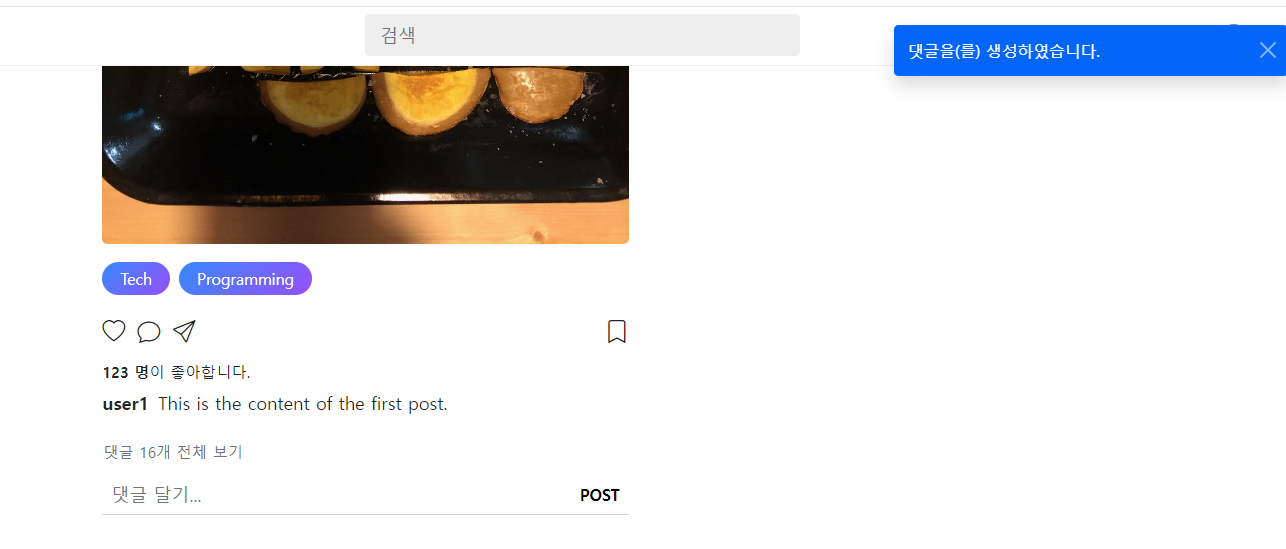 검색
댓글을(를) 생성하였습니다.
Tech Programming
123 명이 좋아합니다.
user1 This is the content of the first post.
댓글 16개 전체 보기
댓글 달기... POST